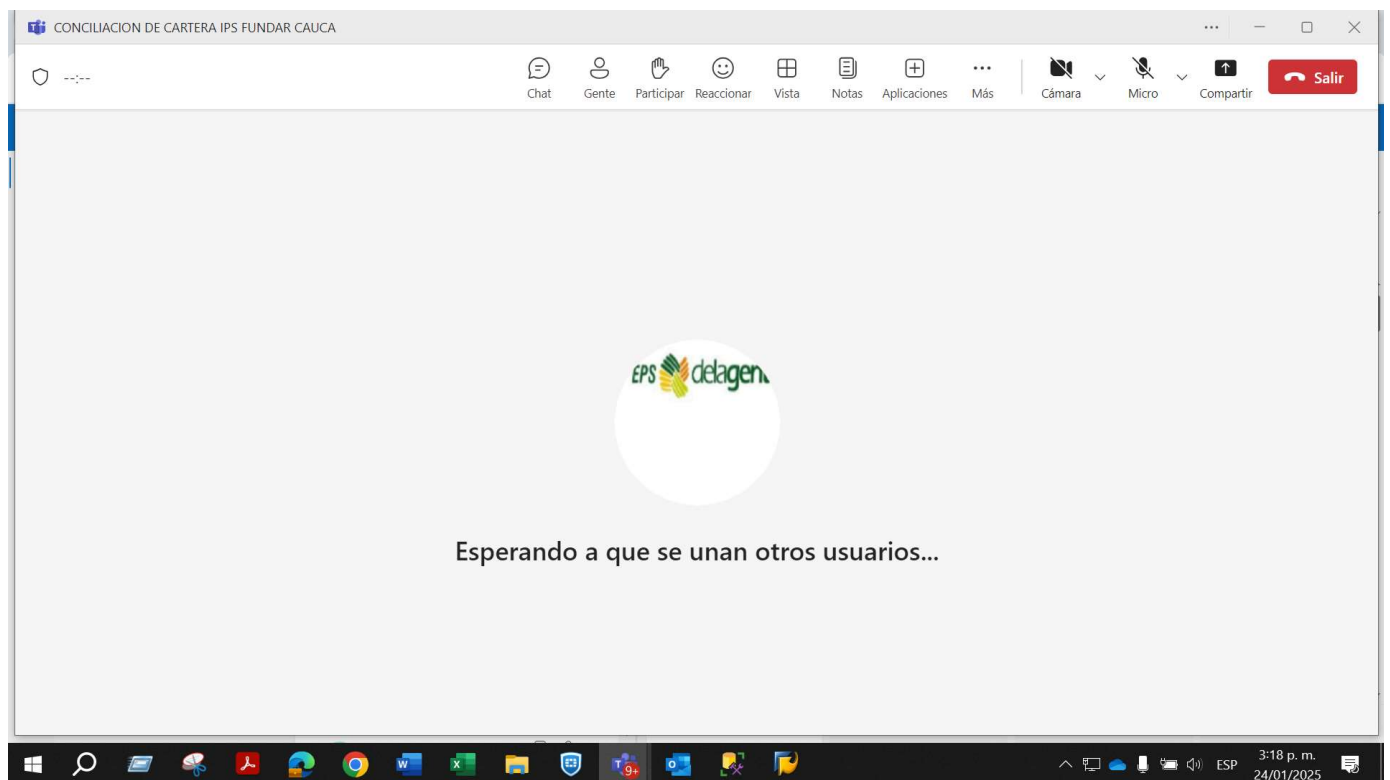 CONCILIACION DE CARTERA IPS FUNDAR CAUCA
--:--
Chat Gente Participar Reaccionar Vista Notas Aplicaciones Más Cámara Micro Compartir Salir
EPS delagen
Esperando a que se unan otros usuarios...
9+
ESP
3:18 p. m.
24/01/2025